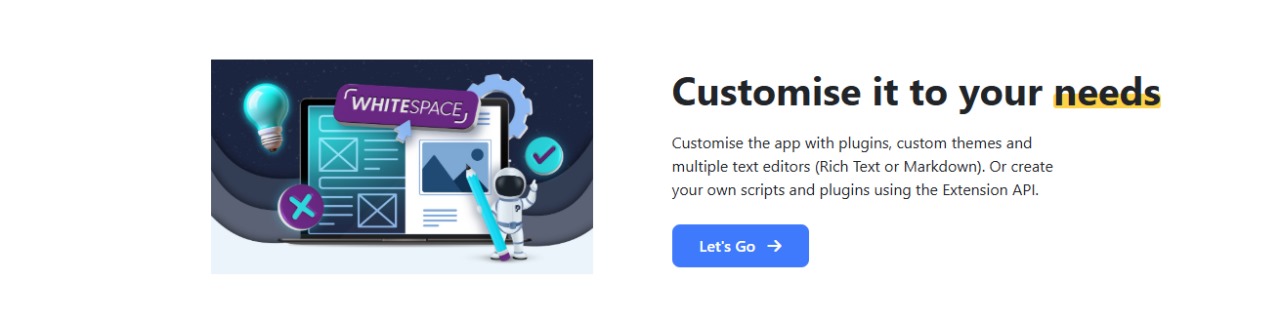 WHITESPACE
Customise it to your needs
Customise the app with plugins, custom themes and
multiple text editors (Rich Text or Markdown). Or create
your own scripts and plugins using the Extension API.
Let's Go →